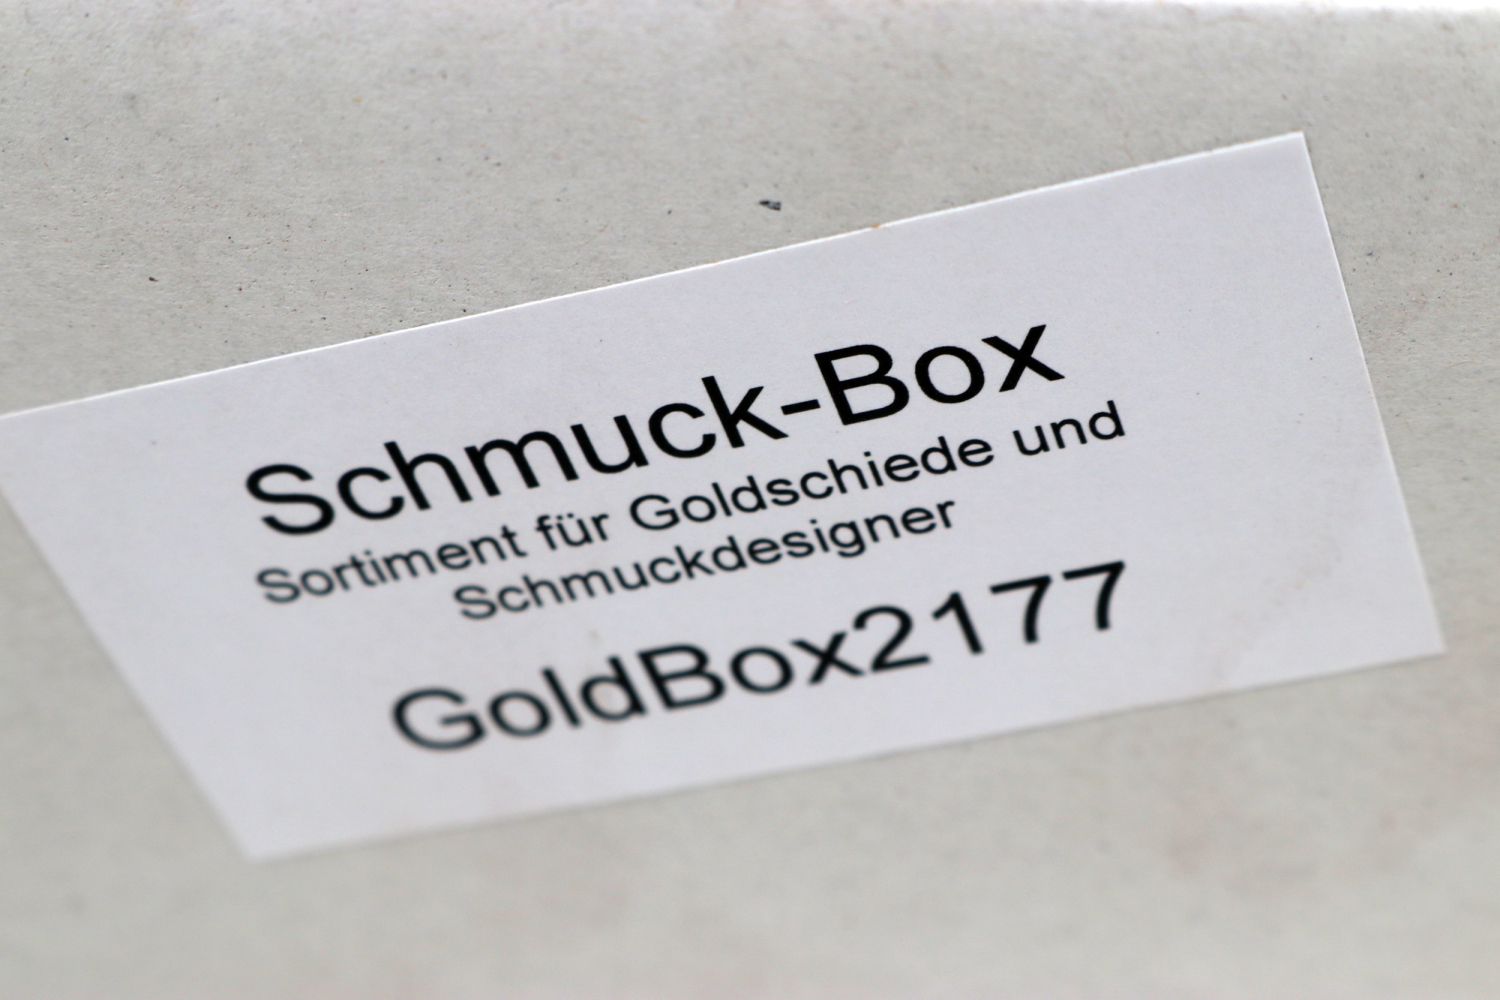 Schmuck-Box
Sortiment für Goldschiede und
Schmuckdesigner
GoldBox2177